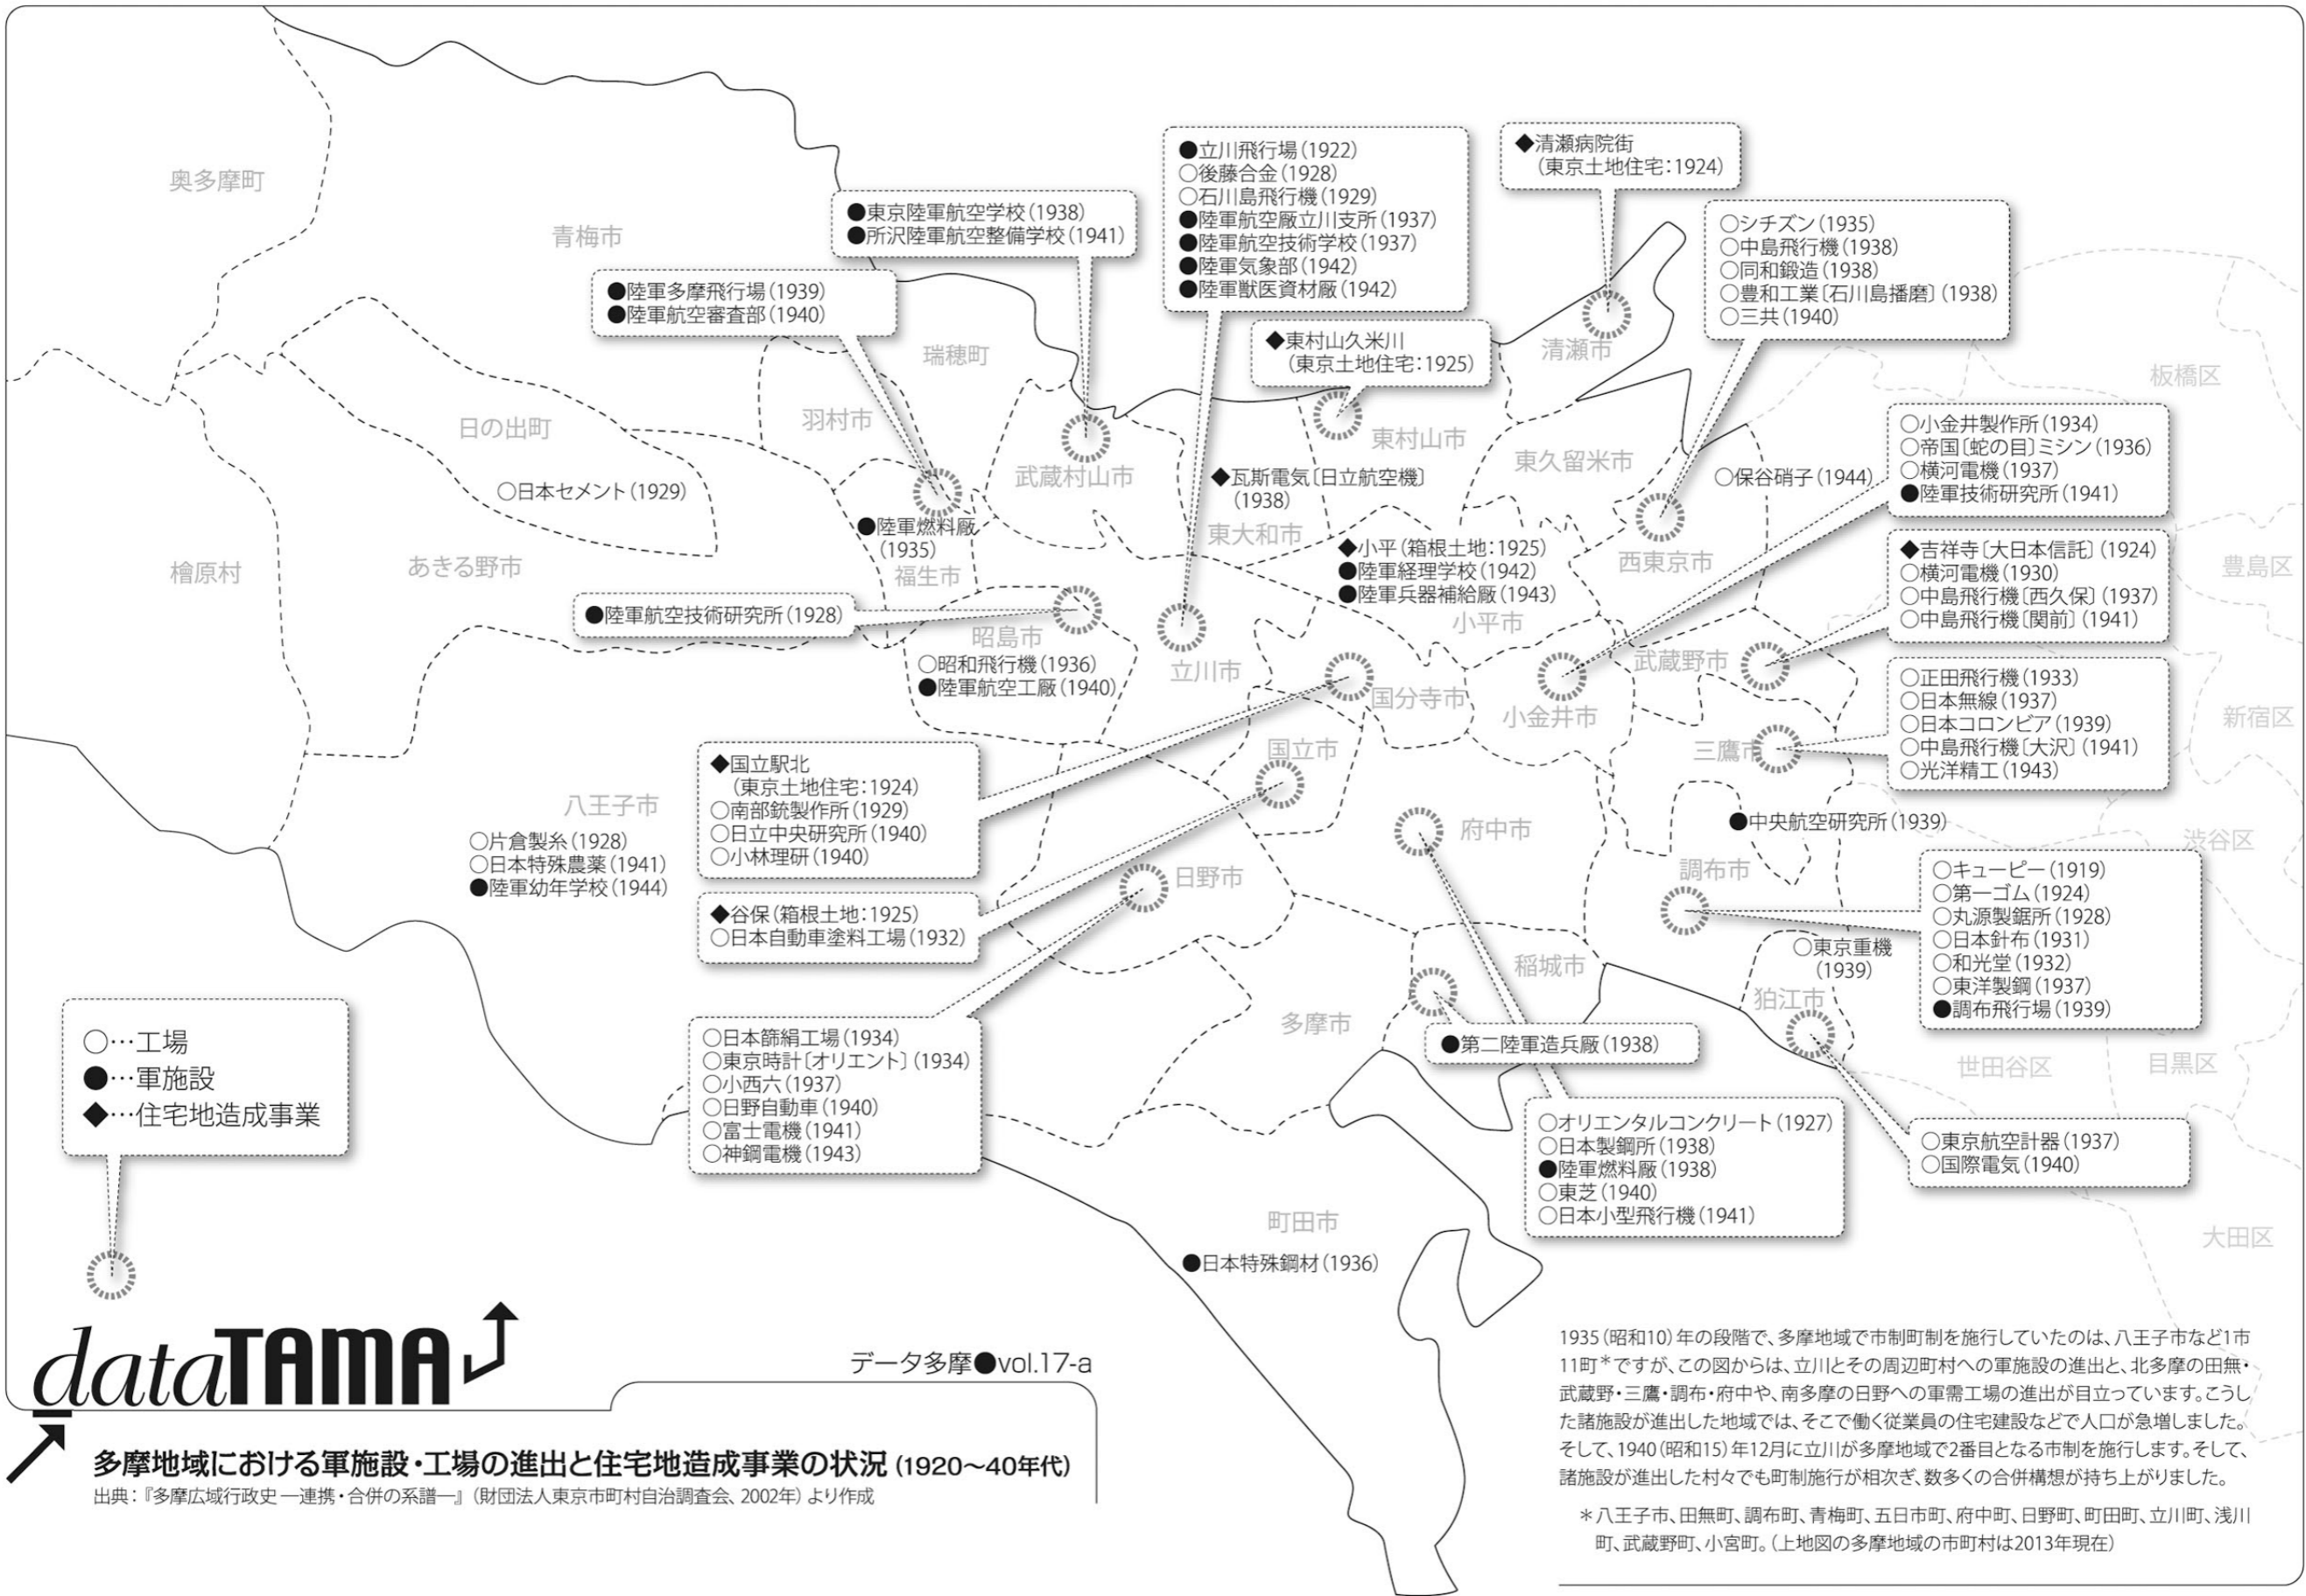 奥多摩町
青梅市
●東京陸軍航空学校(1938)
●所沢陸軍航空整備学校(1941)
●陸軍多摩飛行場(1939)
●陸軍航空審査部(1940)
●立川飛行場(1922)
○後藤合金(1928)
○石川島飛行機(1929)
●陸軍航空廠立川支所(1937)
●陸軍航空技術学校(1937)
●陸軍気象部(1942)
●陸軍獣医資材廠(1942)
◆清瀬病院街
(東京土地住宅:1924)
○シチズン(1935)
○中島飛行機(1938)
○同和鍛造(1938)
○豊和工業〔石川島播磨〕(1938)
○三共(1940)
◆東村山久米川
(東京土地住宅:1925)
清瀬市
瑞穂町
羽村市
日の出町
○日本セメント(1929)
武蔵村山市
東村山市
東久留米市
板橋区
◆瓦斯電気〔日立航空機〕
(1938)
東大和市
○保谷硝子(1944)
○小金井製作所(1934)
○帝国〔蛇の目〕ミシン(1936)
○横河電機(1937)
●陸軍技術研究所(1941)
檜原村
あきる野市
●陸軍燃料廠
(1935)
福生市
◆小平(箱根土地:1925)
●陸軍経理学校(1942)
●陸軍兵器補給廠(1943)
小平市
西東京市
◆吉祥寺〔大日本信託〕(1924)
○横河電機(1930)
○中島飛行機〔西久保〕(1937)
○中島飛行機〔関前〕(1941)
豊島区
●陸軍航空技術研究所(1928)
昭島市
○昭和飛行機(1936)
●陸軍航空工廠(1940)
立川市
国分寺市
小金井市
武蔵野市
○正田飛行機(1933)
○日本無線(1937)
○日本コロンビア(1939)
○中島飛行機〔大沢〕(1941)
○光洋精工(1943)
新宿区
三鷹市
国立市
◆国立駅北
(東京土地住宅:1924)
○南部銃製作所(1929)
○日立中央研究所(1940)
○小林理研(1940)
八王子市
○片倉製糸(1928)
○日本特殊農薬(1941)
●陸軍幼年学校(1944)
府中市
●中央航空研究所(1939)
渋谷区
調布市
日野市
◆谷保(箱根土地:1925)
○日本自動車塗料工場(1932)
○キューピー(1919)
○第一ゴム(1924)
○丸源製鋸所(1928)
○日本針布(1931)
○和光堂(1932)
○東洋製鋼(1937)
●調布飛行場(1939)
○東京重機
(1939)
稲城市
狛江市
多摩市
●第二陸軍造兵廠(1938)
世田谷区
目黒区
○…工場
●…軍施設
◆…住宅地造成事業
○日本篩絹工場(1934)
○東京時計〔オリエント〕(1934)
○小西六(1937)
○日野自動車(1940)
○富士電機(1941)
○神鋼電機(1943)
○オリエンタルコンクリート(1927)
○日本製鋼所(1938)
●陸軍燃料廠(1938)
○東芝(1940)
○日本小型飛行機(1941)
○東京航空計器(1937)
○国際電気(1940)
町田市
●日本特殊鋼材(1936)
大田区
dataTAMA
データ多摩●vol.17-a
多摩地域における軍施設・工場の進出と住宅地造成事業の状況(1920〜40年代)
出典:『多摩広域行政史―連携・合併の系譜―』(財団法人東京市町村自治調査会、2002年)より作成
1935(昭和10)年の段階で、多摩地域で市制町制を施行していたのは、八王子市など1市
11町*ですが、この図からは、立川とその周辺町村への軍施設の進出と、北多摩の田無・
武蔵野・三鷹・調布・府中や、南多摩の日野への軍需工場の進出が目立っています。こうし
た諸施設が進出した地域では、そこで働く従業員の住宅建設などで人口が急増しました。
そして、1940(昭和15)年12月に立川が多摩地域で2番目となる市制を施行します。そして、
諸施設が進出した村々でも町制施行が相次ぎ、数多くの合併構想が持ち上がりました。
*八王子市、田無町、調布町、青梅町、五日市町、府中町、日野町、町田町、立川町、浅川
町、武蔵野町、小宮町。(上地図の多摩地域の市町村は2013年現在)